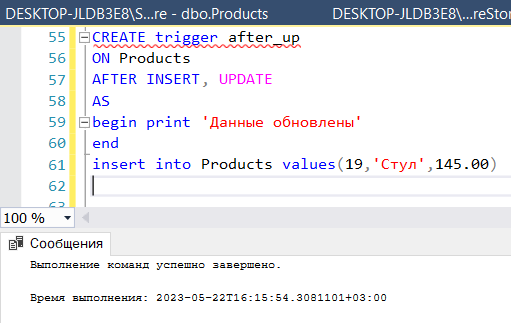 DESKTOP-JLDB3E8\S...re - dbo.Products DESKTOP-JLDB3E8\...reStor
55 CREATE trigger after_up
56 ON Products
57 AFTER INSERT, UPDATE
58 AS
59 begin print 'Данные обновлены'
60 end
61 insert into Products values(19,'Стул',145.00)
62
63
100 %
Сообщения
Выполнение команд успешно завершено.
Время выполнения: 2023-05-22T16:15:54.3081101+03:00